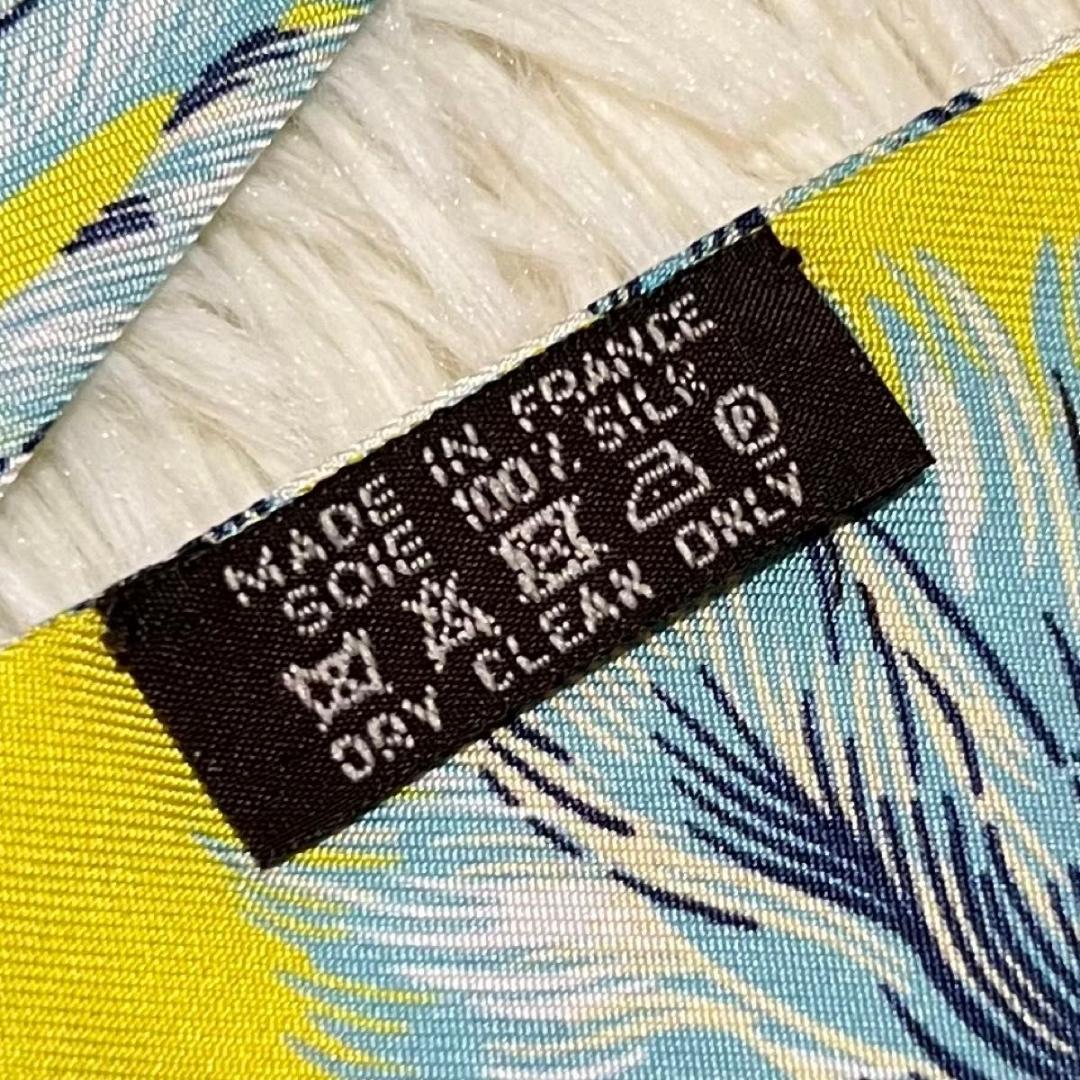 MADE IN FRANCE
SOIE 100% SILK
P
DRY CLEAN ONLY